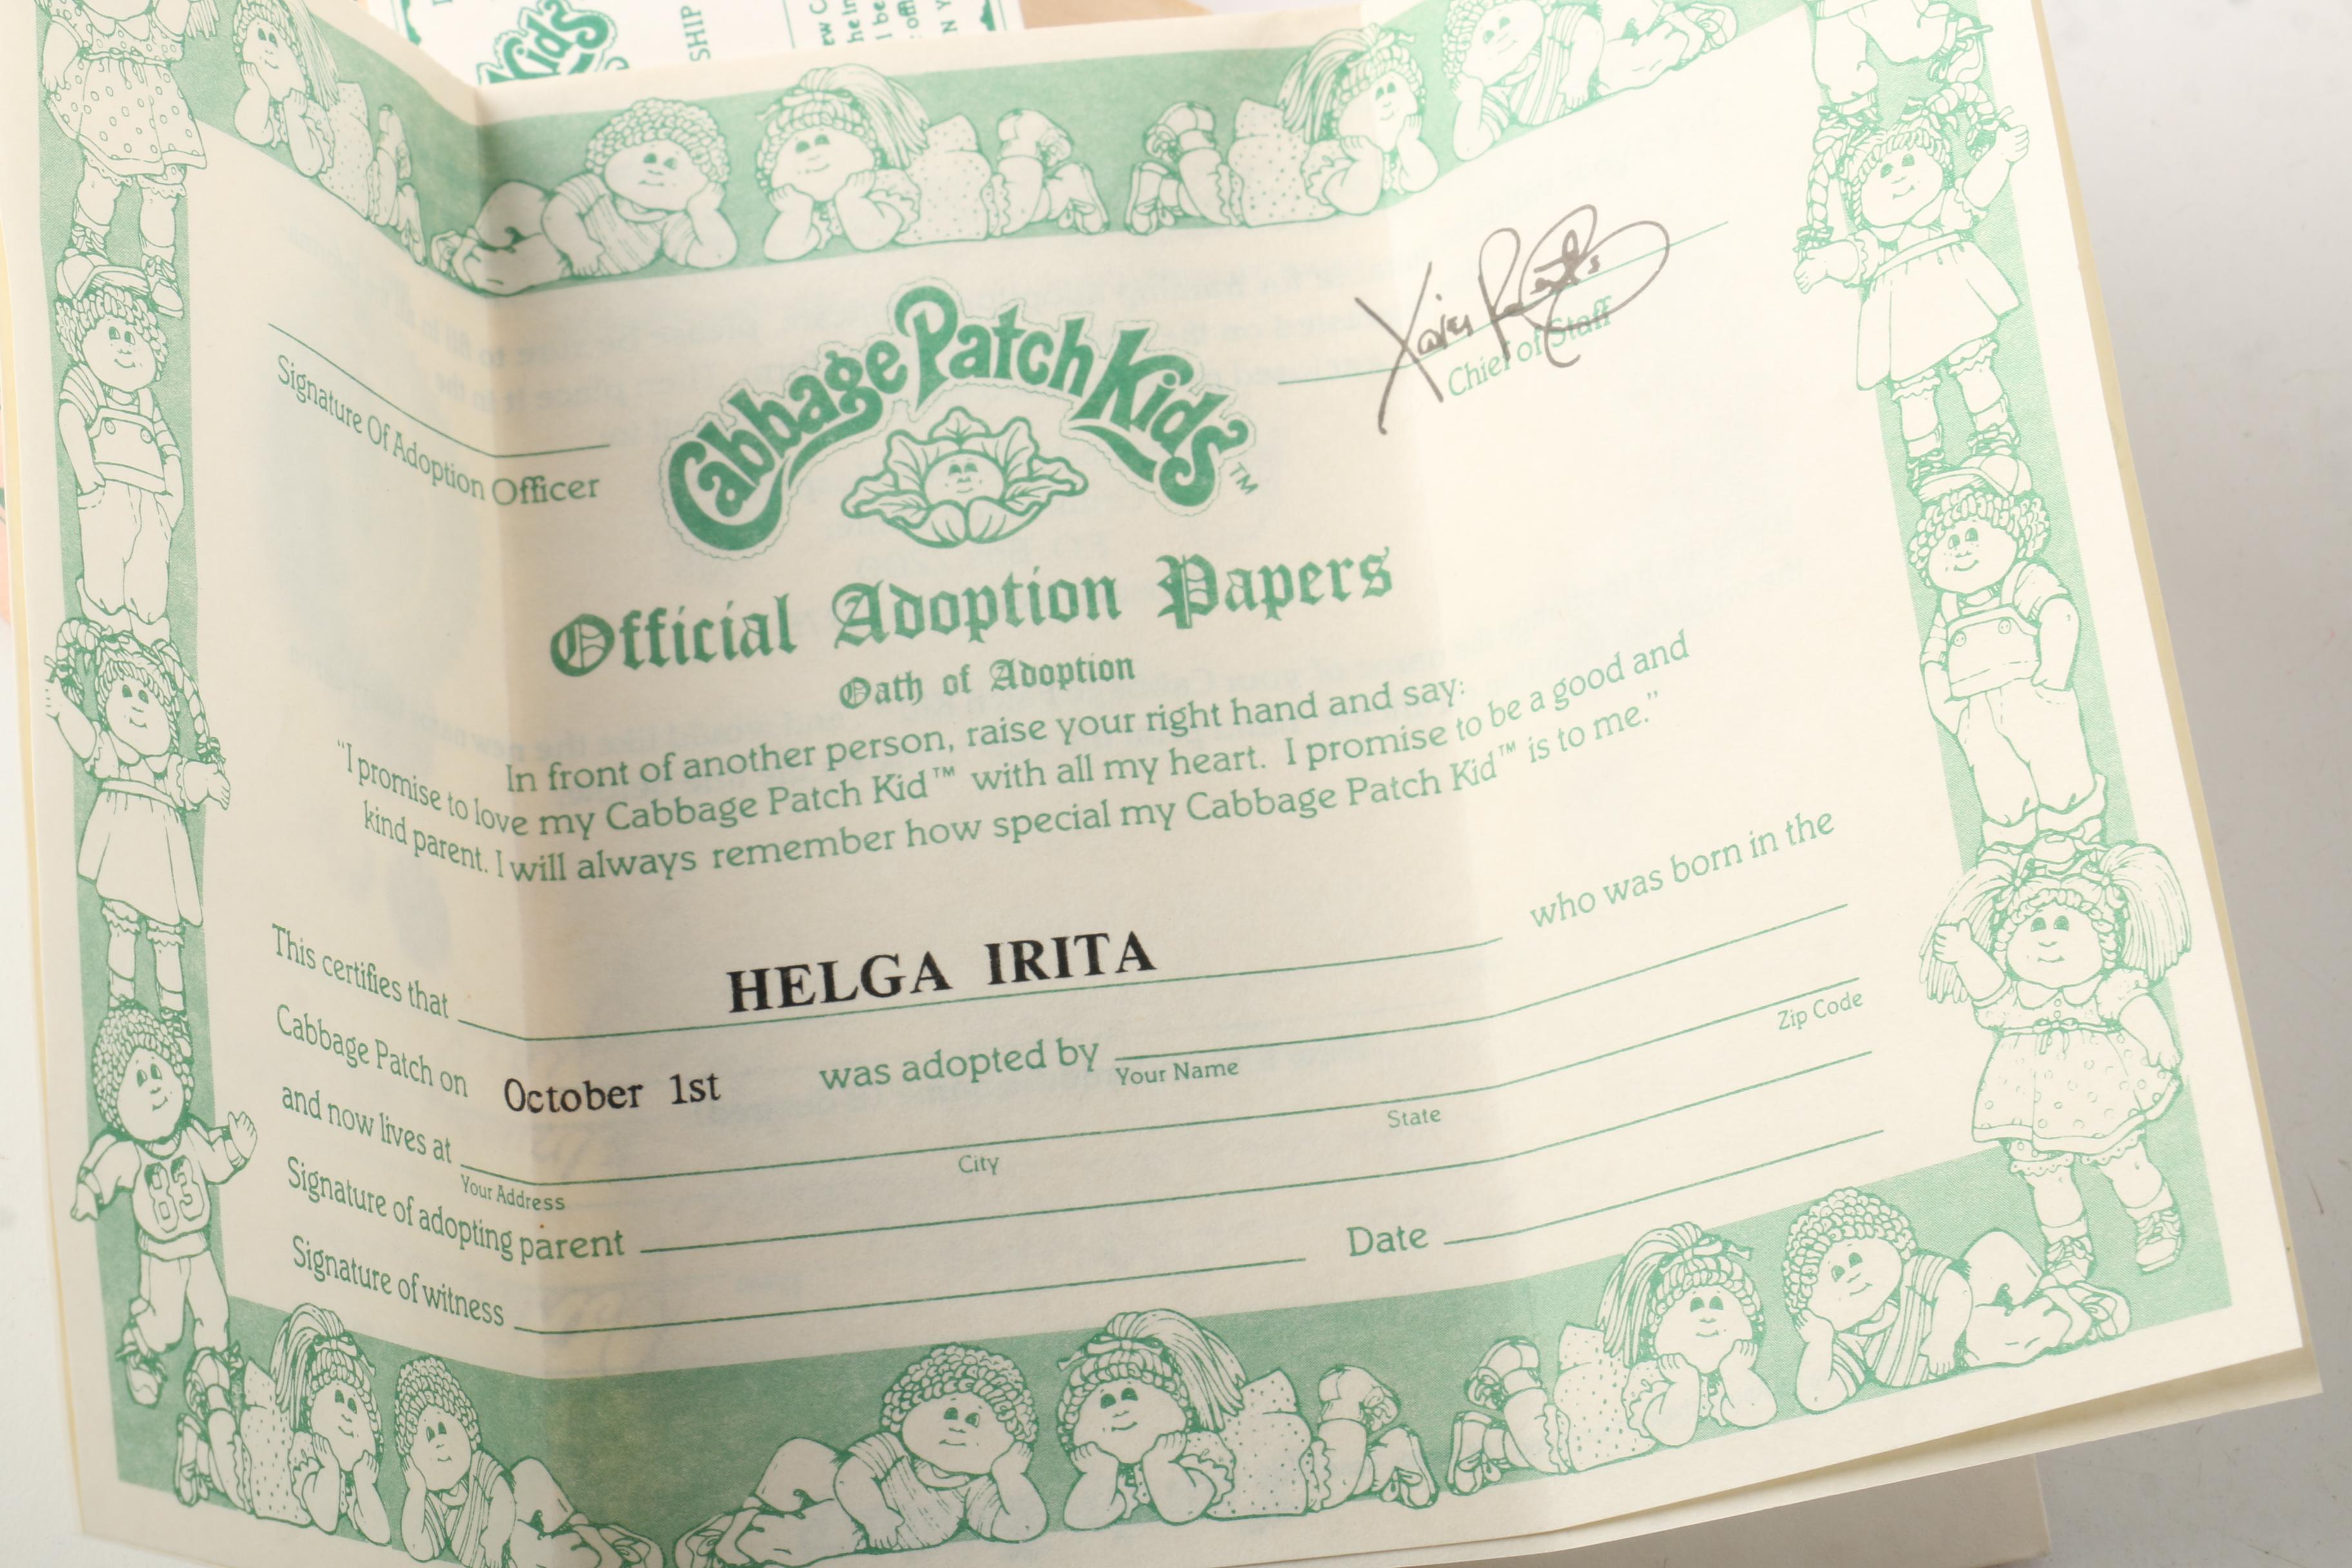 Kids
SHIP
Signature Of Adoption Officer
Xavier Roberts
Chief of Staff
Cabbage Patch Kids™
Official Adoption Papers
Oath of Adoption
In front of another person, raise your right hand and say:
“I promise to love my Cabbage Patch Kid™ with all my heart. I promise to be a good and
kind parent. I will always remember how special my Cabbage Patch Kid™ is to me.”
This certifies that HELGA IRITA who was born in the
Cabbage Patch on October 1st was adopted by
Your Name
and now lives at
Your Address City State Zip Code
Signature of adopting parent
Signature of witness Date
83